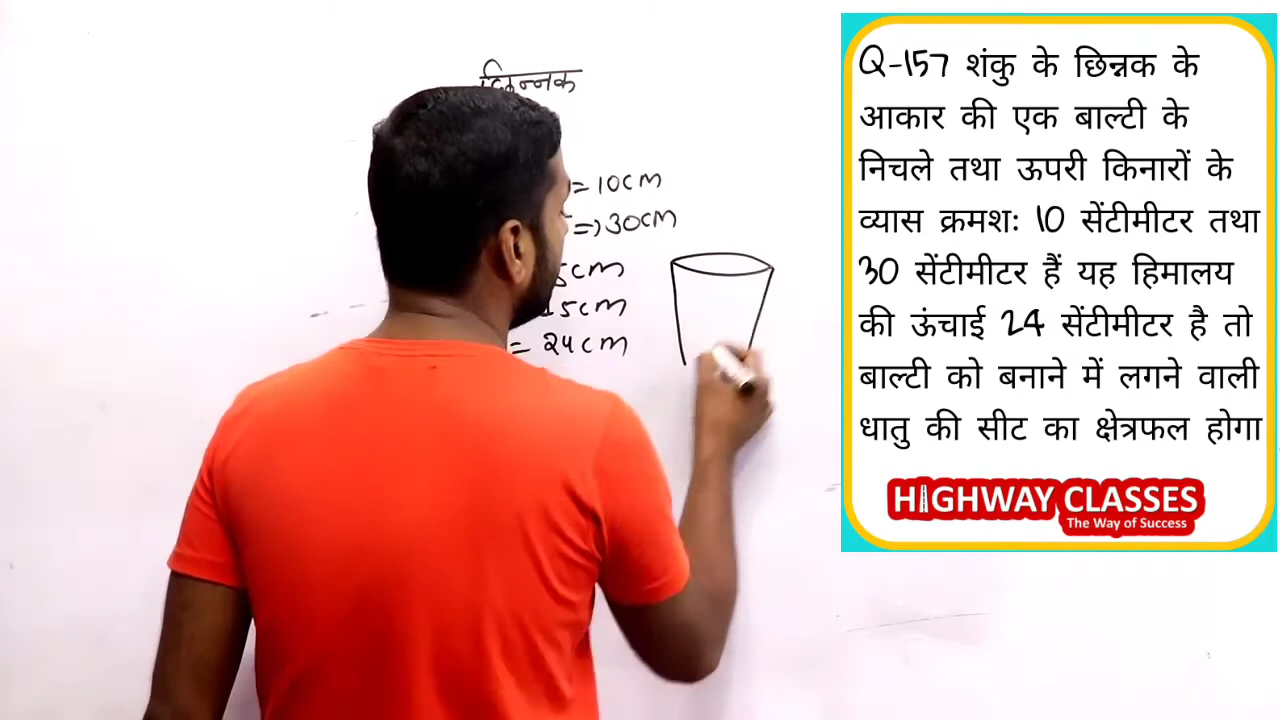 छिन्नक
= 10cm
=> 30cm
5cm
15cm
= 24cm
Q-157 शंकु के छिन्नक के
आकार की एक बाल्टी के
निचले तथा ऊपरी किनारों के
व्यास क्रमशः 10 सेंटीमीटर तथा
30 सेंटीमीटर हैं यह हिमालय
की ऊंचाई 24 सेंटीमीटर है तो
बाल्टी को बनाने में लगने वाली
धातु की सीट का क्षेत्रफल होगा
HIGHWAY CLASSES
The Way of Success